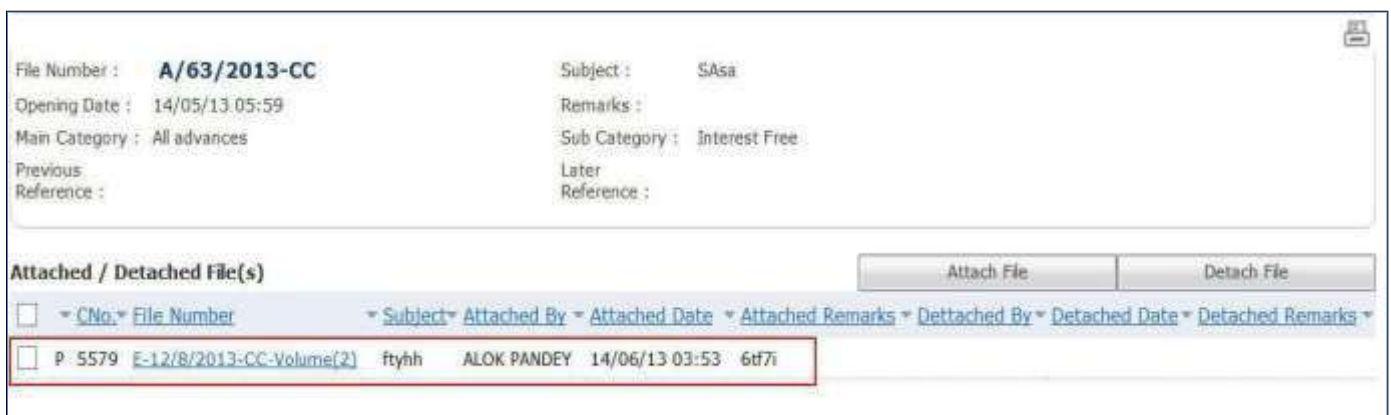 File Number : A/63/2013-CC Subject : SAsa
Opening Date : 14/05/13 05:59 Remarks :
Main Category : All advances Sub Category : Interest Free
Previous Reference : Later Reference :
Attached / Detached File(s) Attach File Detach File
CNo. File Number Subject Attached By Attached Date Attached Remarks Dettached By Detached Date Detached Remarks
P 5579 E-12/8/2013-CC-Volume(2) ftyhh ALOK PANDEY 14/06/13 03:53 6tf7i